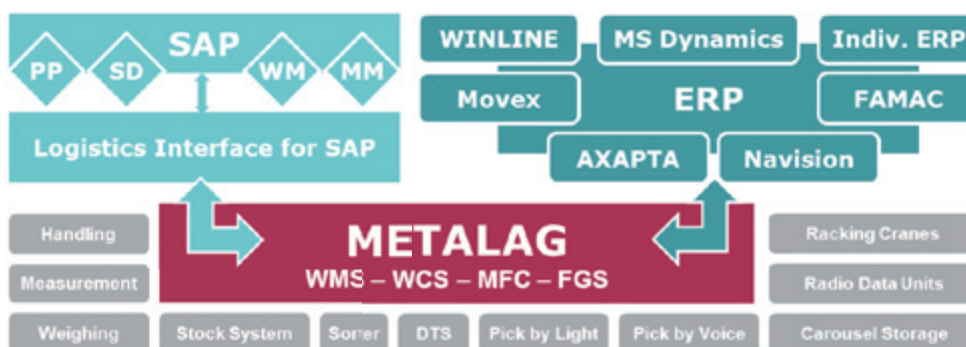 SAP
PP
SD
WM
MM
Logistics Interface for SAP
WINLINE
MS Dynamics
Indiv. ERP
Movex
ERP
FAMAC
AXAPTA
Navision
METALAG
WMS – WCS – MFC – FGS
Handling
Measurement
Weighing
Stock System
Sorter
DTS
Pick by Light
Pick by Voice
Racking Cranes
Radio Data Units
Carousel Storage